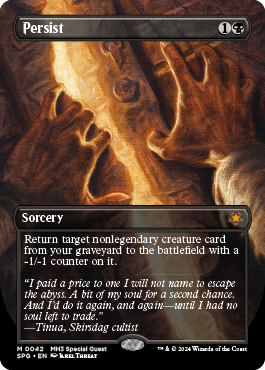 Persist 1
Sorcery
Return target nonlegendary creature card
from your graveyard to the battlefield with a
-1/-1 counter on it.
“I paid a price to one I will not name to escape
the abyss. A bit of my soul for a second chance.
And I'd do it again, and again—until I had no
soul left to trade.”
—Tinua, Skirsdag cultist
M 0042 MH3 Special Guest
SPG • EN KAREL THREAT
™ & © 2024 Wizards of the Coast